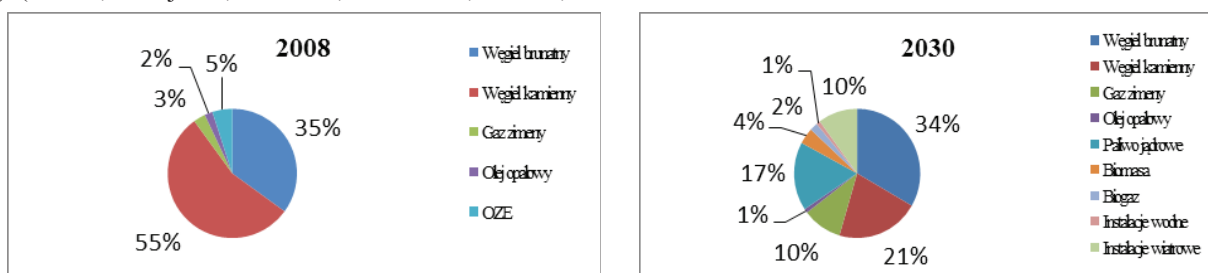 2008
2%
5%
3%
35%
55%
Węgiel brunatny
Węgiel kamienny
Gaz zimeny
Olej opałowy
OZE
2030
1%
10%
2%
4%
34%
17%
1%
10%
21%
Węgiel brunatny
Węgiel kamienny
Gaz zimeny
Olej opałowy
Paliwo jądrowe
Biomasa
Biogaz
Instalacje wodne
Instalacje wiatrowe